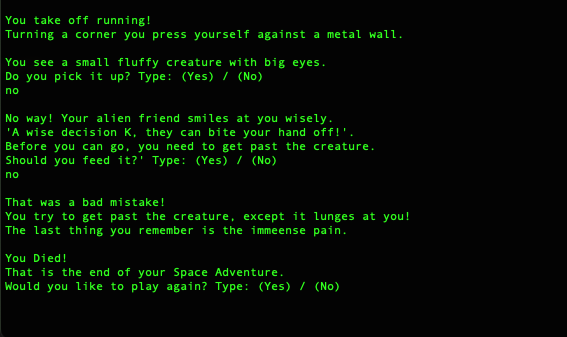 You take off running!
Turning a corner you press yourself against a metal wall.
You see a small fluffy creature with big eyes.
Do you pick it up? Type: (Yes) / (No)
no
No way! Your alien friend smiles at you wisely.
'A wise decision K, they can bite your hand off!'.
Before you can go, you need to get past the creature.
Should you feed it?' Type: (Yes) / (No)
no
That was a bad mistake!
You try to get past the creature, except it lunges at you!
The last thing you remember is the immeense pain.
You Died!
That is the end of your Space Adventure.
Would you like to play again? Type: (Yes) / (No)